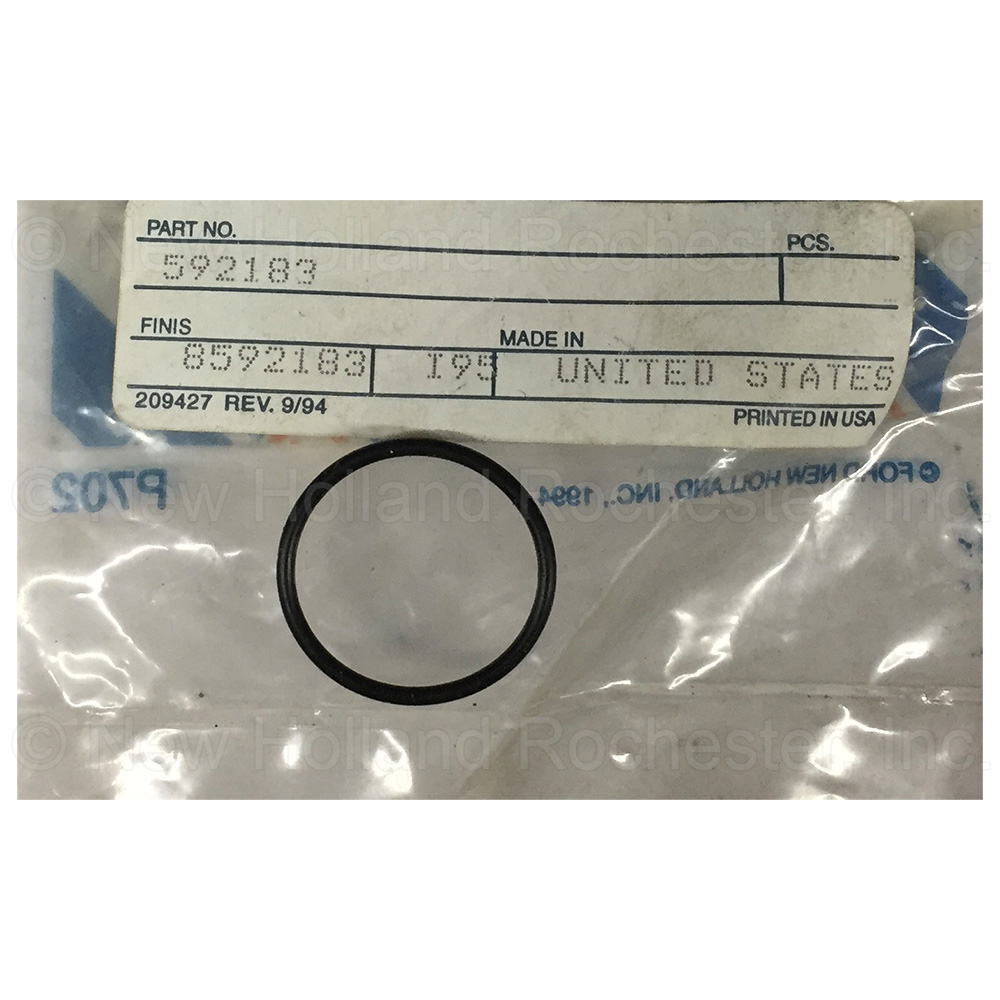 PART NO.
PCS.
592183
FINIS
MADE IN
8592183 I95 UNITED STATES
209427 REV. 9/94
PRINTED IN USA
P702
© FORD NEW HOLLAND, INC., 1994
© New Holland Rochester, Inc.
© New Holland Rochester, Inc.
© New Holland Rochester, Inc.